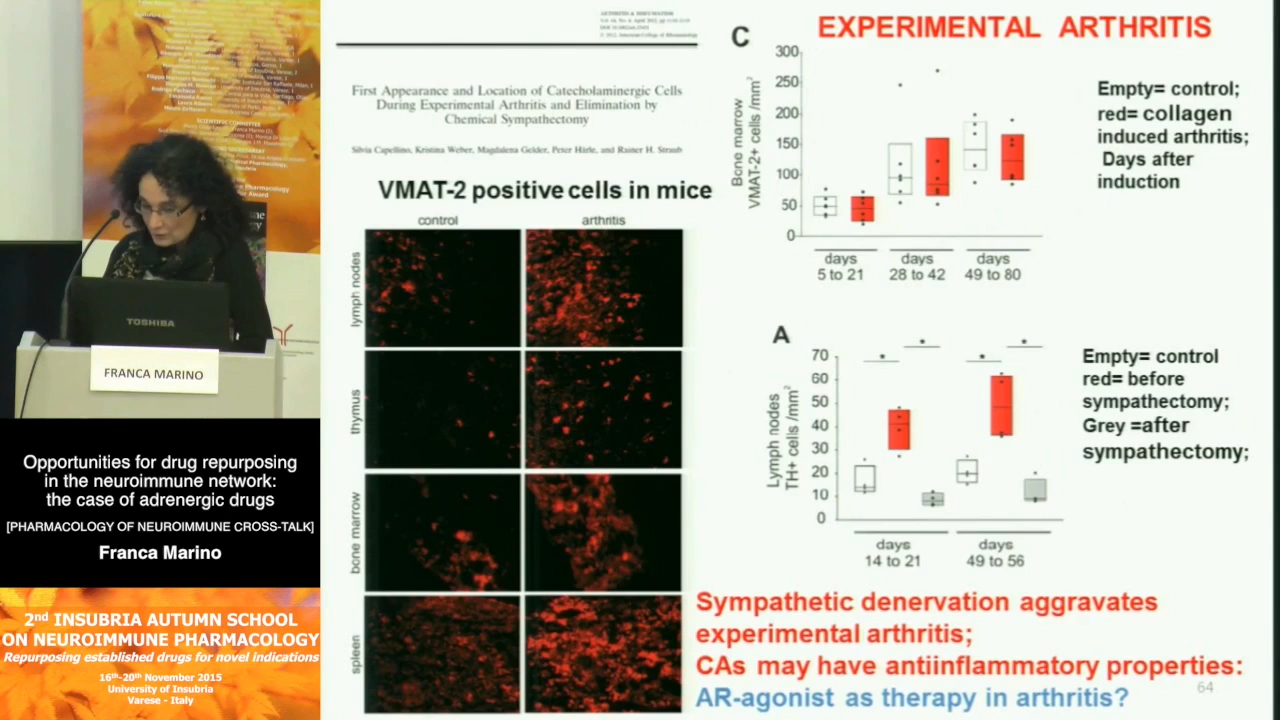 TOSHIBA
FRANCA MARINO
Opportunities for drug repurposing
in the neuroimmune network:
the case of adrenergic drugs
[PHARMACOLOGY OF NEUROIMMUNE CROSS-TALK]
Franca Marino
2nd INSUBRIA AUTUMN SCHOOL
ON NEUROIMMUNE PHARMACOLOGY
Repurposing established drugs for novel indications
16th-20th November 2015
University of Insubria
Varese - Italy
ARTHRITIS & RHEUMATISM
First Appearance and Location of Catecholaminergic Cells
During Experimental Arthritis and Elimination by
Chemical Sympathectomy
Silvia Capellino, Kristina Weber, Magdalena Gelder, Peter Härle, and Rainer H. Straub
VMAT-2 positive cells in mice
control
arthritis
lymph nodes
thymus
bone marrow
spleen
EXPERIMENTAL ARTHRITIS
C
Bone marrow
VMAT-2+ cells /mm2
300
250
200
150
100
50
0
days
5 to 21
days
28 to 42
days
49 to 80
Empty= control;
red= collagen
induced arthritis;
Days after
induction
A
Lymph nodes
TH+ cells /mm2
70
60
50
40
30
20
10
0
*
*
*
*
days
14 to 21
days
49 to 56
Empty= control
red= before
sympathectomy;
Grey =after
sympathectomy;
Sympathetic denervation aggravates
experimental arthritis;
CAs may have antiinflammatory properties:
AR-agonist as therapy in arthritis?
64